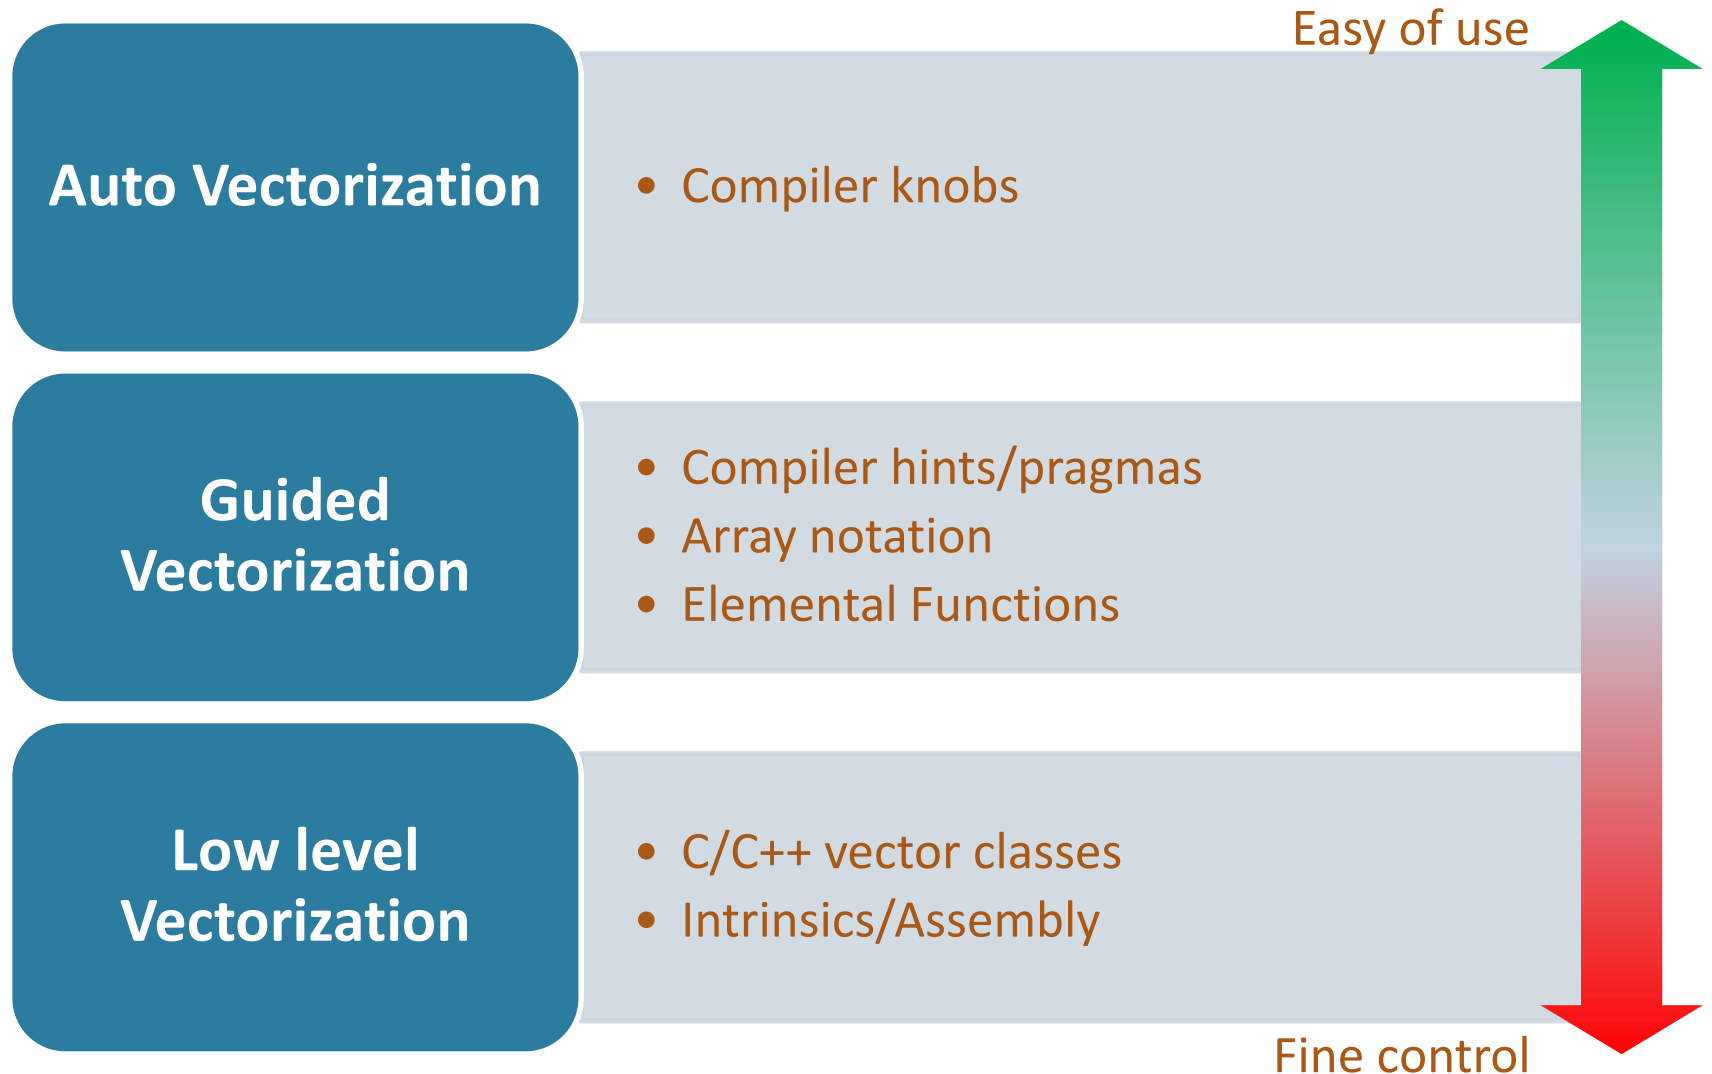 Easy of use
Auto Vectorization
• Compiler knobs
Guided
Vectorization
• Compiler hints/pragmas
• Array notation
• Elemental Functions
Low level
Vectorization
• C/C++ vector classes
• Intrinsics/Assembly
Fine control